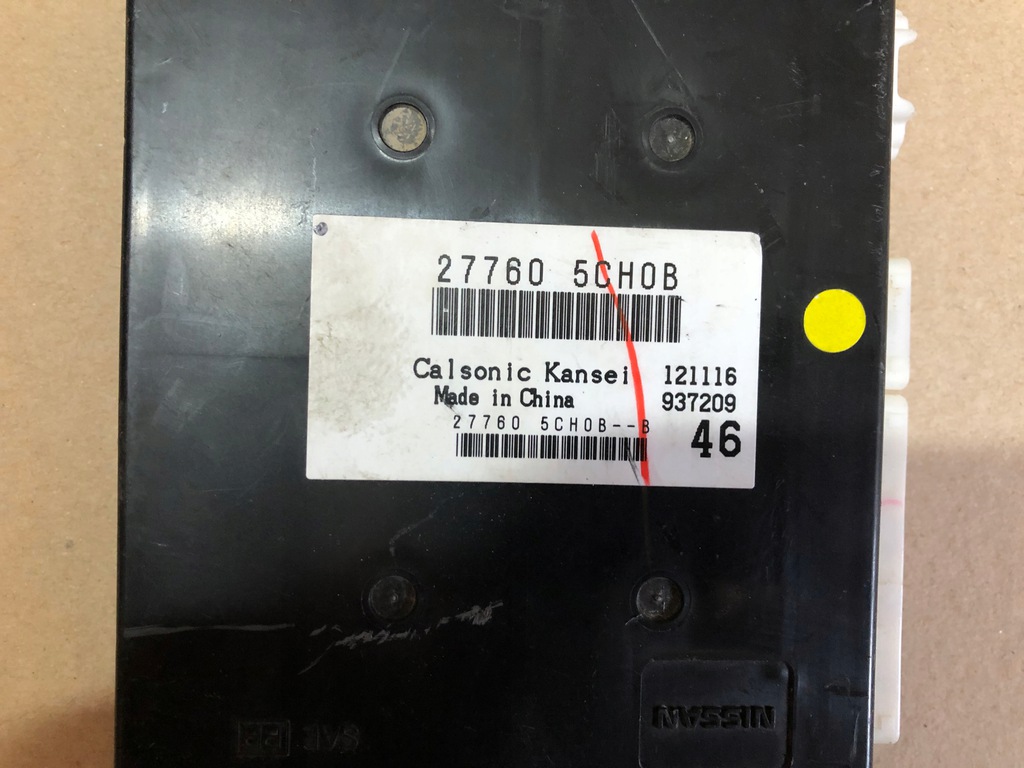 27760 5CH0B
Calsonic Kansei 121116
Made in China 937209
27760 5CH0B--B
46
NISSAN